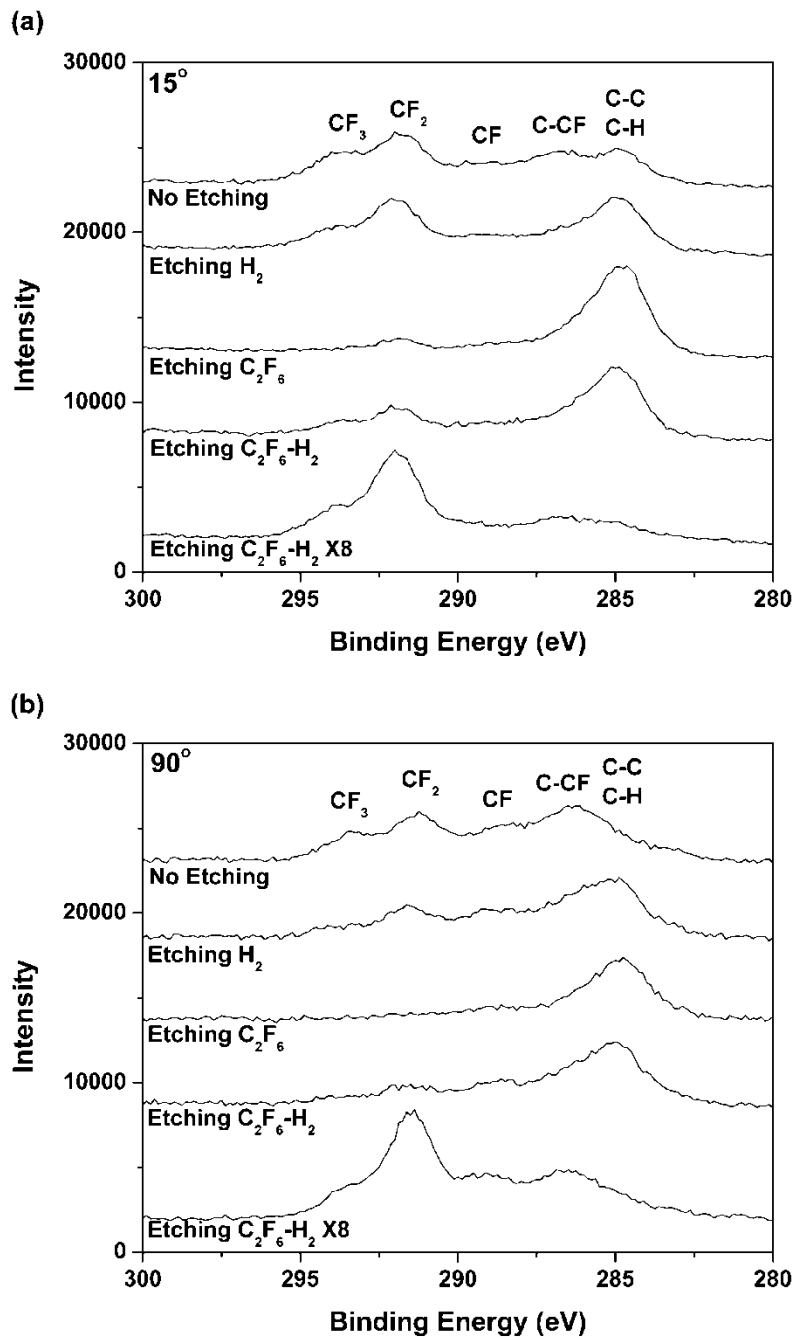 (a)
30000
15°
CF₃
CF₂
CF
C-CF
C-C
C-H
No Etching
20000
Etching H₂
Etching C₂F₆
10000
Etching C₂F₆-H₂
Etching C₂F₆-H₂ X8
0
300 295 290 285 280
Binding Energy (eV)
Intensity
(b)
30000
90°
CF₃
CF₂
CF
C-CF
C-C
C-H
No Etching
20000
Etching H₂
Etching C₂F₆
10000
Etching C₂F₆-H₂
Etching C₂F₆-H₂ X8
0
300 295 290 285 280
Binding Energy (eV)
Intensity